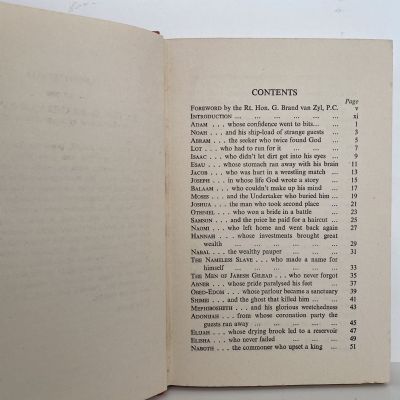 CONTENTS
Page
FOREWORD by the Rt. Hon. G. Brand van Zyl, P.C. v
INTRODUCTION ... ... ... ... ... ... xi
ADAM . . . whose confidence went to bits... ... 1
NOAH . . . and his ship-load of strange guests 3
ABRAM . . . the seeker who twice found God 5
LOT . . . who had to run for it ... ... ... 7
ISAAC . . . who didn't let dirt get into his eyes 9
ESAU . . . whose stomach ran away with his brain 11
JACOB . . . who was hurt in a wrestling match 13
JOSEPH . . . in whose life God wrote a story 15
BALAAM . . . who couldn't make up his mind 17
MOSES . . . and the Undertaker who buried him 19
JOSHUA . . . the man who took second place 21
OTHNIEL . . . who won a bride in a battle 23
SAMSON . . . and the price he paid for a haircut 25
NAOMI . . . who left home and went back again 27
HANNAH . . . whose investments brought great
wealth ... ... ... ... ... ... 29
NABAL . . . the wealthy pauper ... ... ... 31
THE NAMELESS SLAVE . . . who made a name for
himself ... ... ... ... ... ... 33
THE MEN OF JABESH GILEAD . . . who never forgot 35
ABNER . . . whose pride paralysed his feet ... 37
OBED-EDOM . . . whose parlour became a sanctuary 39
SHIMEI . . . and the ghost that killed him ... ... 41
MEPHIBOSHETH . . . and his glorious wretchedness 43
ADONIJAH . . . from whose coronation party the
guests ran away ... ... ... ... ... 45
ELIJAH . . . whose drying brook led to a reservoir 47
ELISHA . . . who never failed ... ... ... 49
NABOTH . . . the commoner who upset a king ... 51